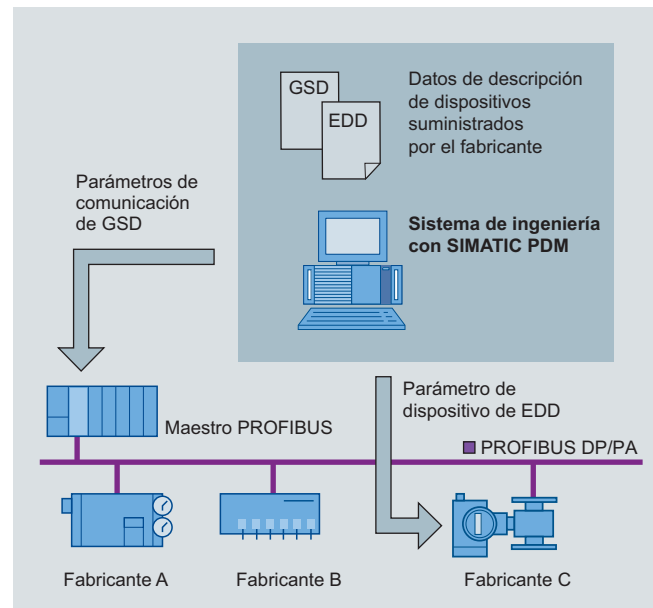 GSD
EDD
Datos de descripción
de dispositivos
suministrados
por el fabricante
Parámetros de
comunicación
de GSD
Sistema de ingeniería
con SIMATIC PDM
Parámetro de
dispositivo de EDD
Maestro PROFIBUS
PROFIBUS DP/PA
Fabricante A
Fabricante B
Fabricante C